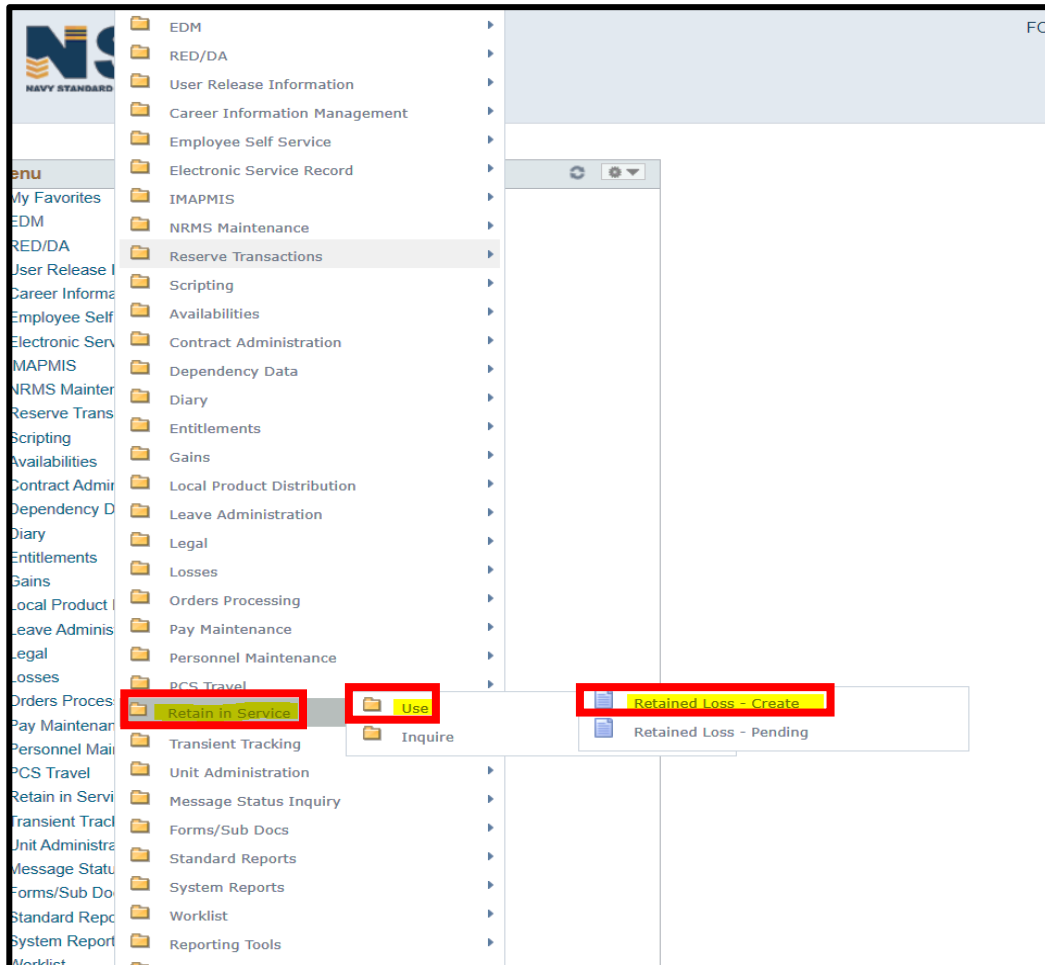 NS
NAVY STANDARD
FO
enu
My Favorites
EDM
RED/DA
User Release I
Career Informa
Employee Self
Electronic Serv
IMAPMIS
NRMS Mainter
Reserve Trans
Scripting
Availabilities
Contract Admin
Dependency D
Diary
Entitlements
Gains
Local Product
Leave Adminis
Legal
Losses
Orders Proces
Pay Maintenan
Personnel Mai
PCS Travel
Retain in Servi
Transient Track
Unit Administra
Message Statu
Forms/Sub Do
Standard Repo
System Report
Worklist
EDM
RED/DA
User Release Information
Career Information Management
Employee Self Service
Electronic Service Record
IMAPMIS
NRMS Maintenance
Reserve Transactions
Scripting
Availabilities
Contract Administration
Dependency Data
Diary
Entitlements
Gains
Local Product Distribution
Leave Administration
Legal
Losses
Orders Processing
Pay Maintenance
Personnel Maintenance
PCS Travel
Retain in Service
Transient Tracking
Unit Administration
Message Status Inquiry
Forms/Sub Docs
Standard Reports
System Reports
Worklist
Reporting Tools
Use
Inquire
Retained Loss - Create
Retained Loss - Pending